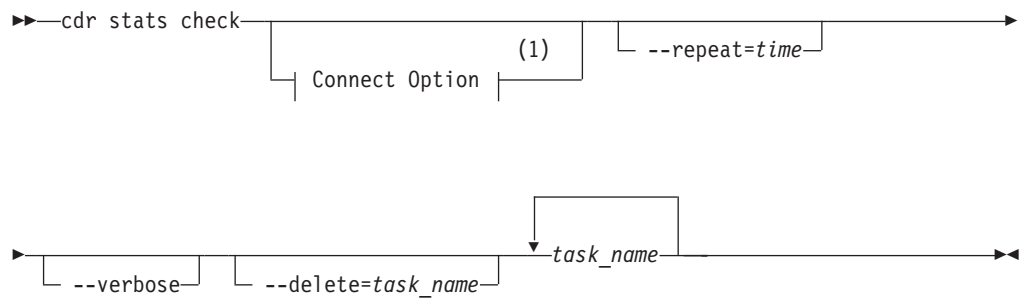 cdr stats check
(1)
Connect Option
--repeat=time
--verbose
--delete=task_name
task_name